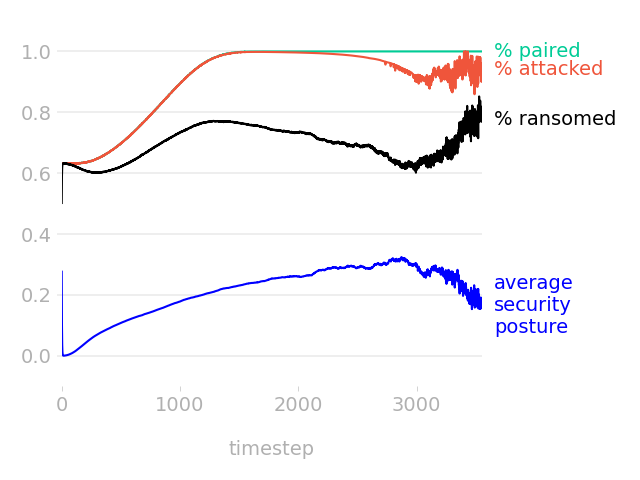 1.0
0.8
0.6
0.4
0.2
0.0
% paired
% attacked
% ransomed
average
security
posture
0 1000 2000 3000
timestep